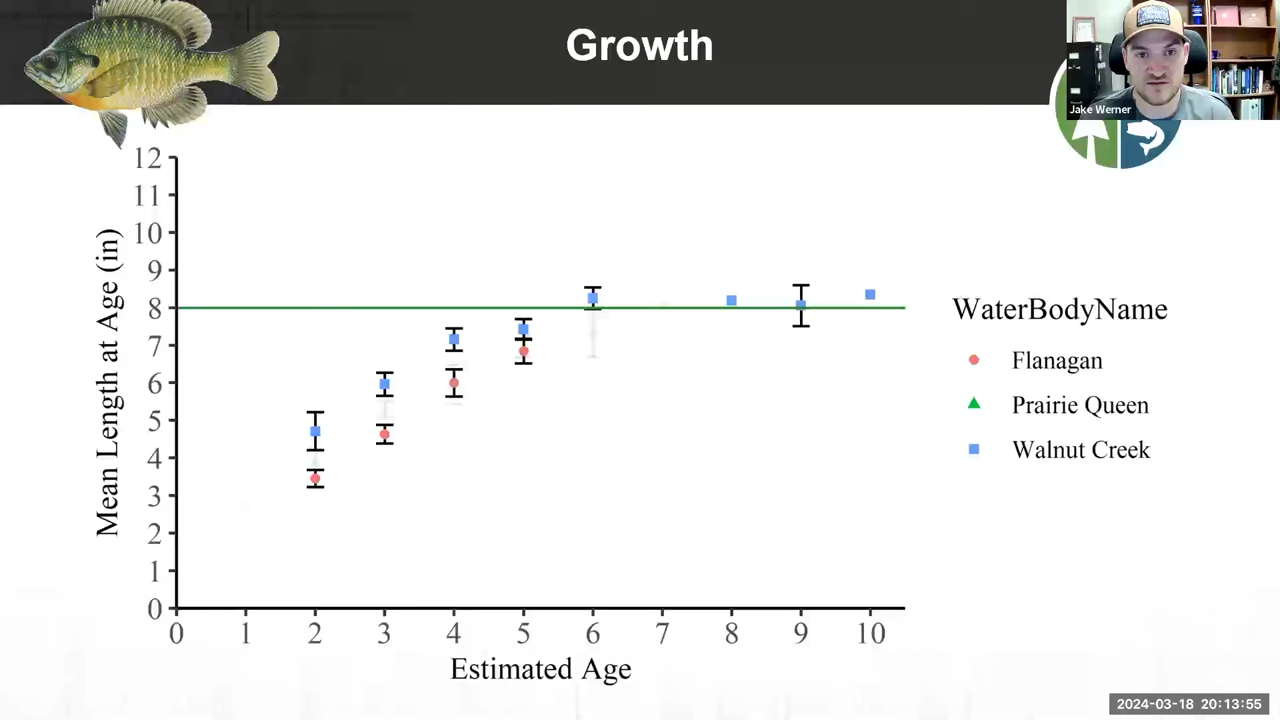 Growth
Jake Werner
12
11
10
9
8
7
6
5
4
3
2
1
0
Mean Length at Age (in)
0 1 2 3 4 5 6 7 8 9 10
Estimated Age
WaterBodyName
Flanagan
Prairie Queen
Walnut Creek
2024-03-18 20:13:55